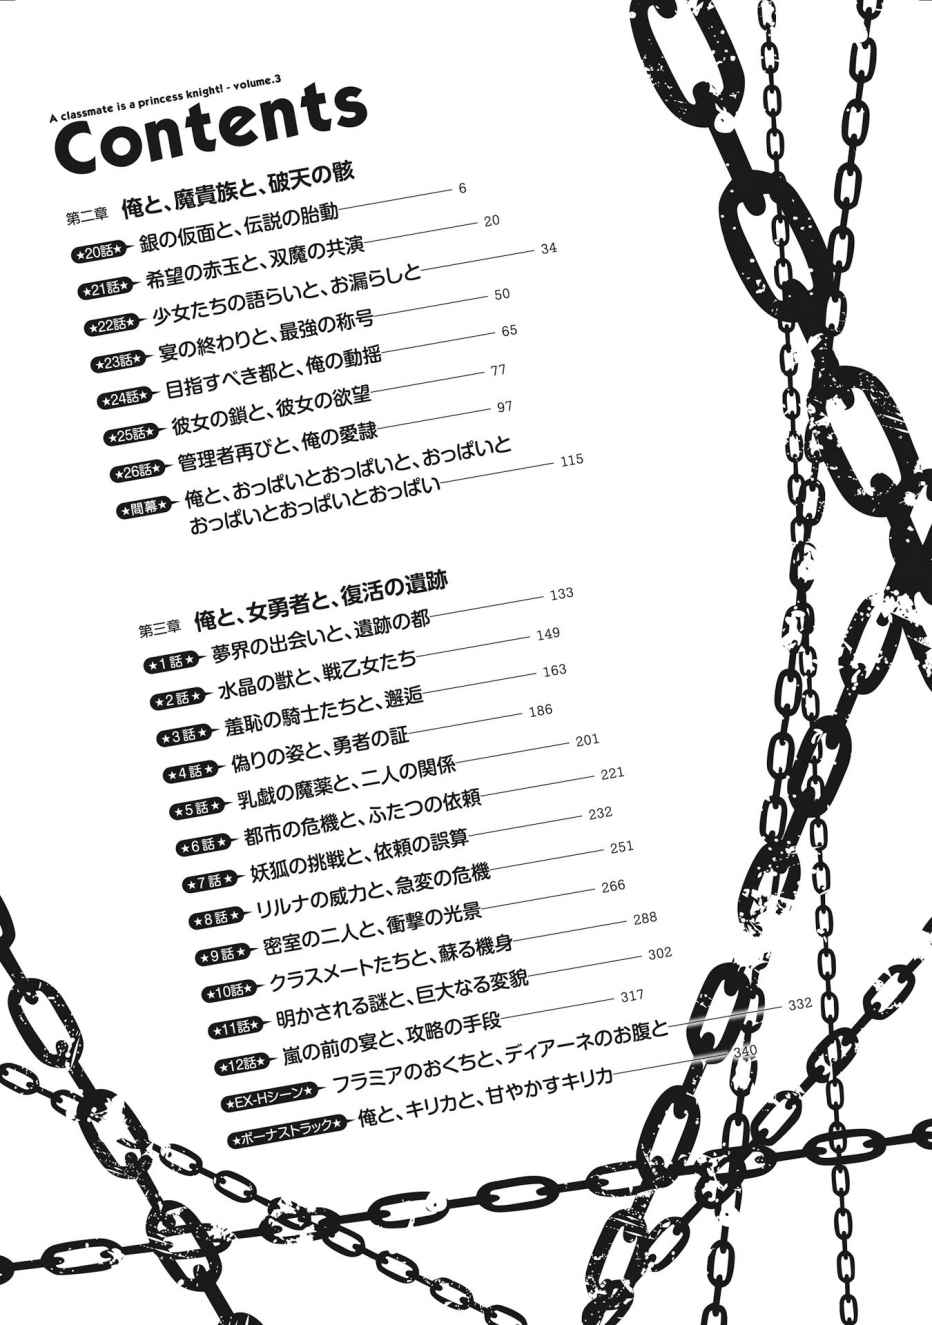 A classmate is a princess knight! - volume.3
Contents
第二章 俺と、魔貴族と、破天の骸
★20話★ 銀の仮面と、伝説の胎動 6
★21話★ 希望の赤玉と、双魔の共演 20
★22話★ 少女たちの語らいと、お漏らしと 34
★23話★ 宴の終わりと、最強の称号 50
★24話★ 目指すべき都と、俺の動揺 65
★25話★ 彼女の鎖と、彼女の欲望 77
★26話★ 管理者再びと、俺の愛隷 97
★間幕★ 俺と、おっぱいとおっぱいと、おっぱいと
おっぱいとおっぱいとおっぱい 115
第三章 俺と、女勇者と、復活の遺跡
★1話★ 夢界の出会いと、遺跡の都 133
★2話★ 水晶の獣と、戦乙女たち 149
★3話★ 羞恥の騎士たちと、邂逅 163
★4話★ 偽りの姿と、勇者の証 186
★5話★ 乳戯の魔薬と、二人の関係 201
★6話★ 都市の危機と、ふたつの依頼 221
★7話★ 妖狐の挑戦と、依頼の誤算 232
★8話★ リルナの威力と、急変の危機 251
★9話★ 密室の二人と、衝撃の光景 266
★10話★ クラスメートたちと、蘇る機身 288
★11話★ 明かされる謎と、巨大なる変貌 302
★12話★ 嵐の前の宴と、攻略の手段 317
★EX-Hシーン★ フラミアのおくちと、ディアーネのお腹と 332
★ボーナストラック★ 俺と、キリカと、甘やかすキリカ 340